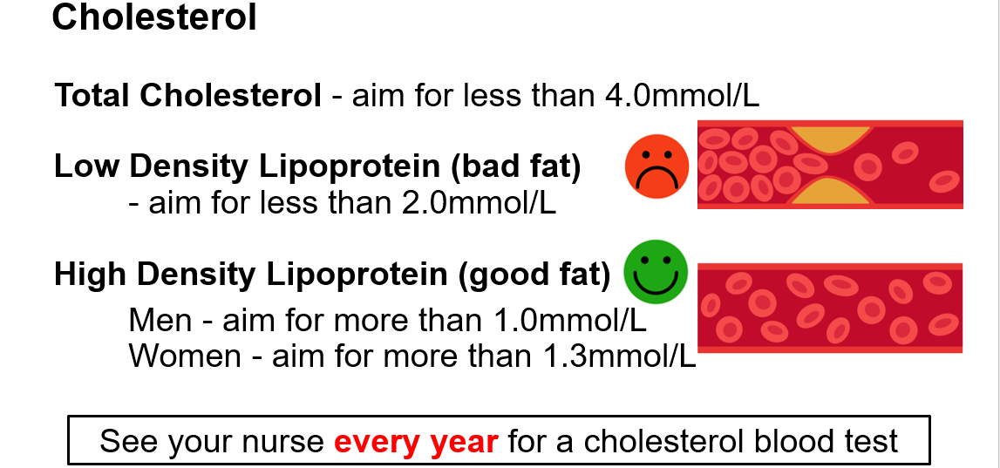 Cholesterol
Total Cholesterol - aim for less than 4.0mmol/L
Low Density Lipoprotein (bad fat)
- aim for less than 2.0mmol/L
High Density Lipoprotein (good fat)
Men - aim for more than 1.0mmol/L
Women - aim for more than 1.3mmol/L
See your nurse every year for a cholesterol blood test